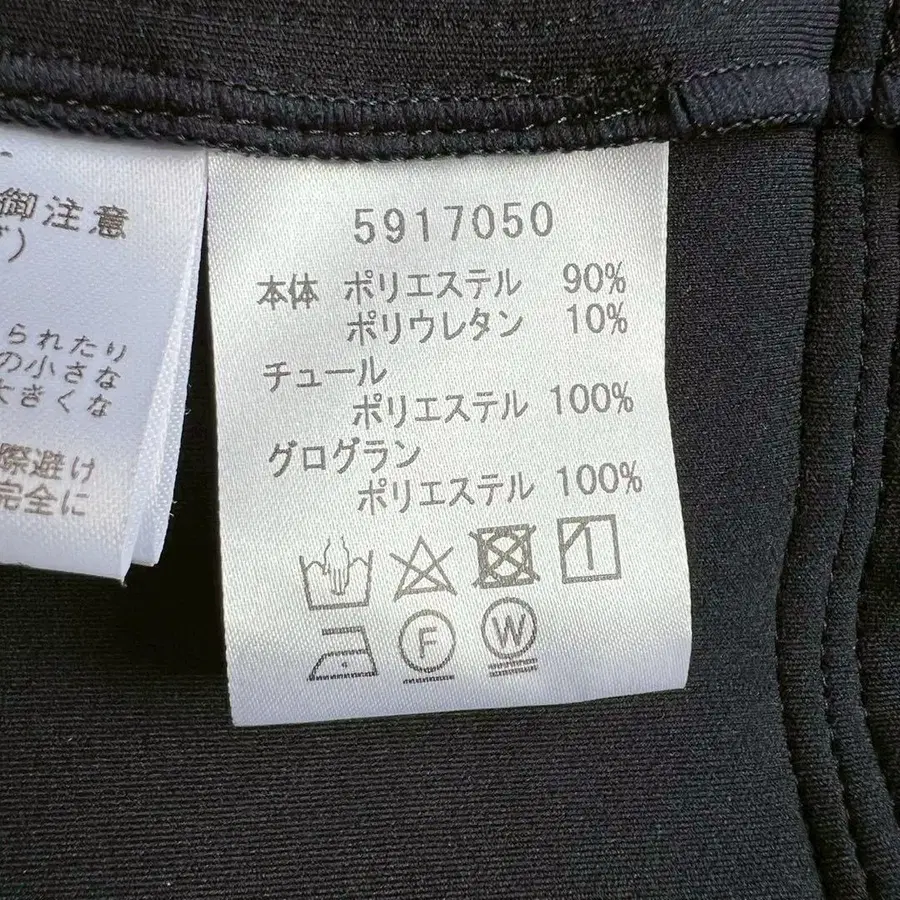 御注意
られたり
の小さな
大きくな
際避け
完全に
5917050
本体 ポリエステル 90%
ポリウレタン 10%
チュール
ポリエステル 100%
グログラン
ポリエステル 100%
F W